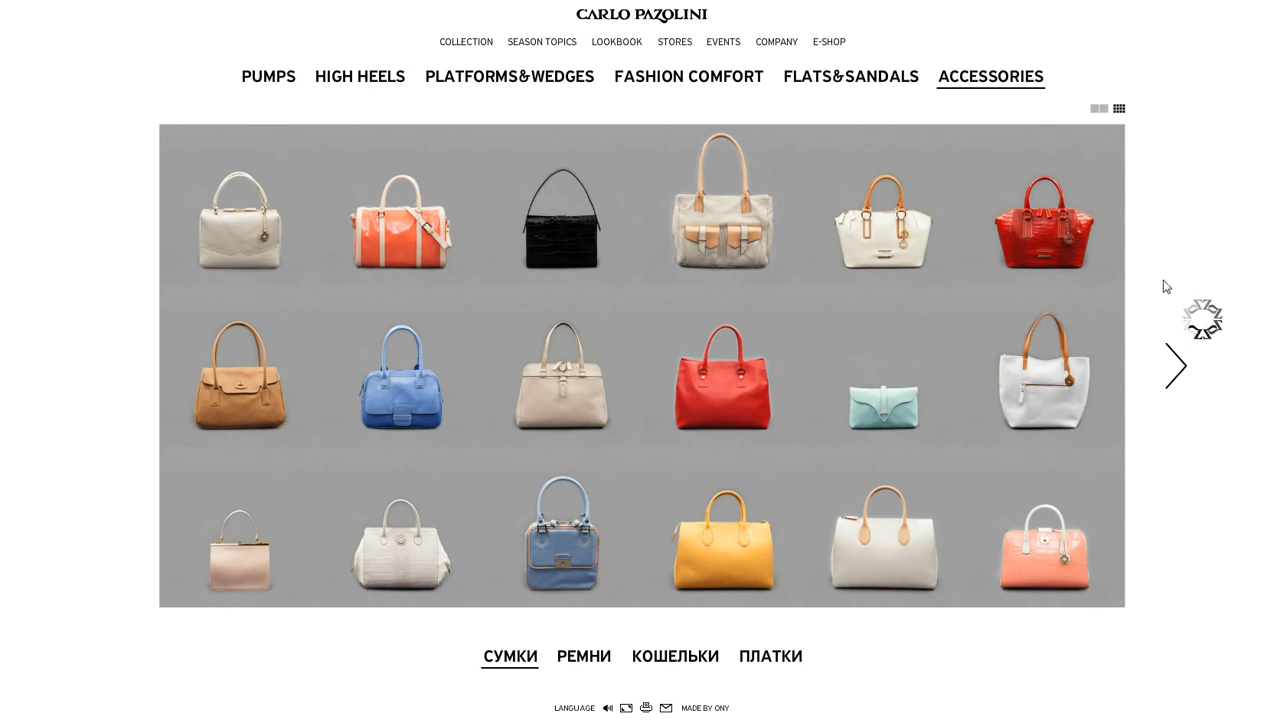 CARLO PAZOLINI
COLLECTION SEASON TOPICS LOOKBOOK STORES EVENTS COMPANY E-SHOP
PUMPS HIGH HEELS PLATFORMS&WEDGES FASHION COMFORT FLATS&SANDALS ACCESSORIES
СУМКИ РЕМНИ КОШЕЛЬКИ ПЛАТКИ
LANGUAGE MADE BY ONY